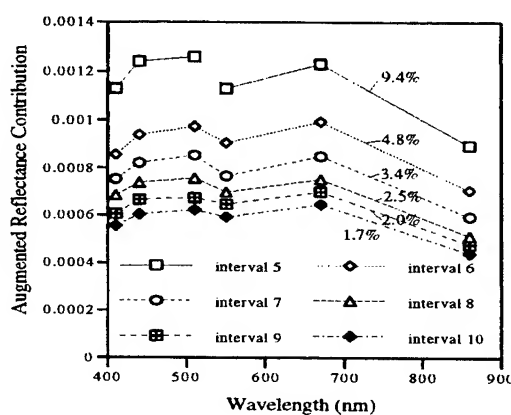 Augmented Reflectance Contribution
0.0014
0.0012
0.001
0.0008
0.0006
0.0004
0.0002
0
9.4%
4.8%
3.4%
2.5%
2.0%
1.7%
interval 5
interval 6
interval 7
interval 8
interval 9
interval 10
400 500 600 700 800 900
Wavelength (nm)